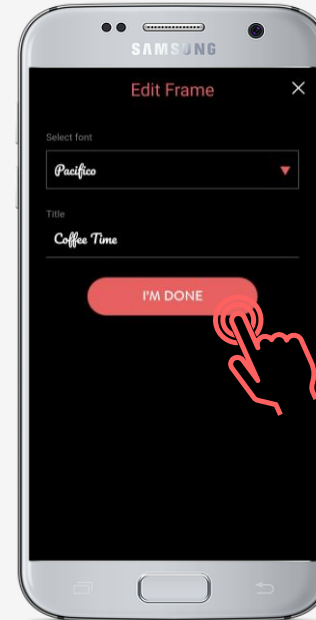 SAMSUNG
Edit Frame
Select font
Pacifico
Title
Coffee Time
I'M DONE